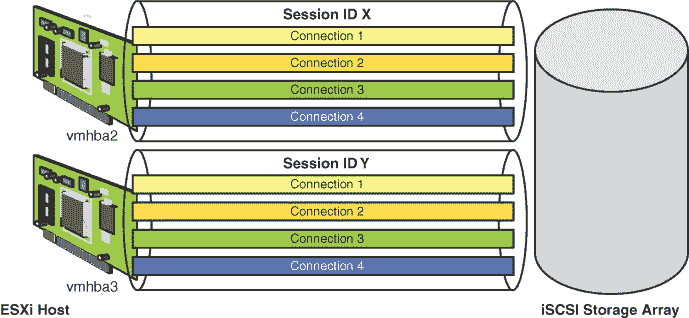 Session ID X
Connection 1
Connection 2
Connection 3
Connection 4
vmhba2
Session ID Y
Connection 1
Connection 2
Connection 3
Connection 4
vmhba3
ESXi Host
iSCSI Storage Array